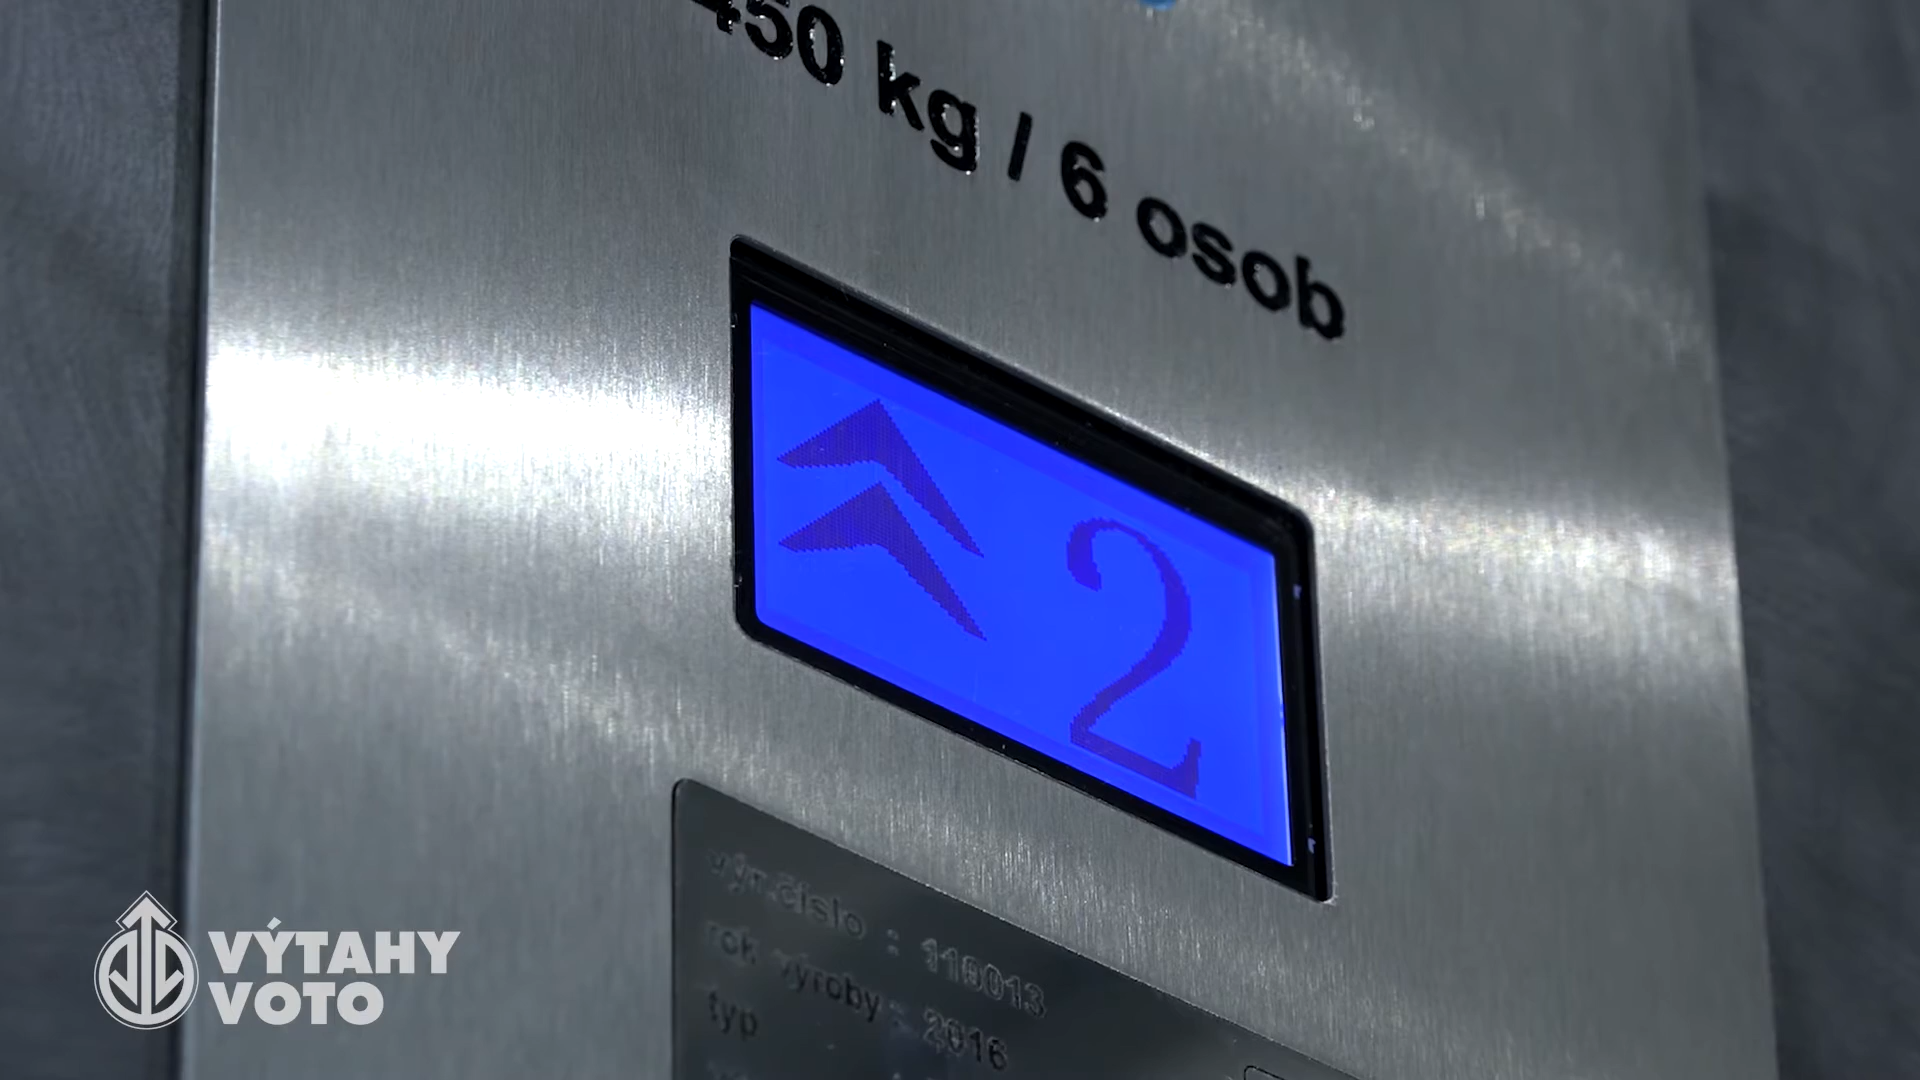 450 kg / 6 osob
2
výr.číslo : 110013
rok výroby : 2016
typ
VÝTAHY
VOTO